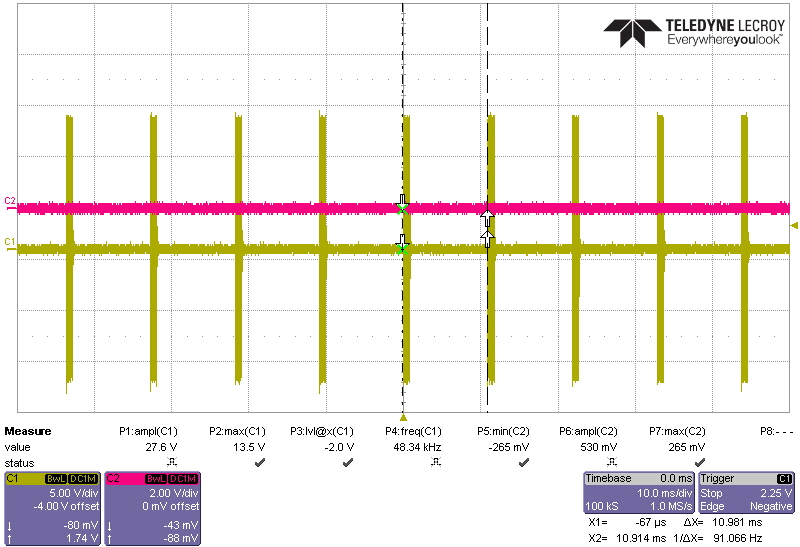 TELEDYNE LECROY
Everywhereyoulook™
C2
C1
Measure P1:ampl(C1) P2:max(C1) P3:lvl@x(C1) P4:freq(C1) P5:min(C2) P6:ampl(C2) P7:max(C2) P8:- - -
value 27.6 V 13.5 V -2.0 V 48.34 kHz -265 mV 530 mV 265 mV
status
C1 BwL DC1M C2 BwL DC1M Timebase 0.0 ms Trigger C1
5.00 V/div 2.00 V/div 10.0 ms/div Stop 2.25 V
-4.00 V offset 0 mV offset 100 kS 1.0 MS/s Edge Negative
↓ -80 mV ↓ -43 mV X1= -67 µs ΔX= 10.981 ms
↑ 1.74 V ↑ -88 mV X2= 10.914 ms 1/ΔX= 91.066 Hz